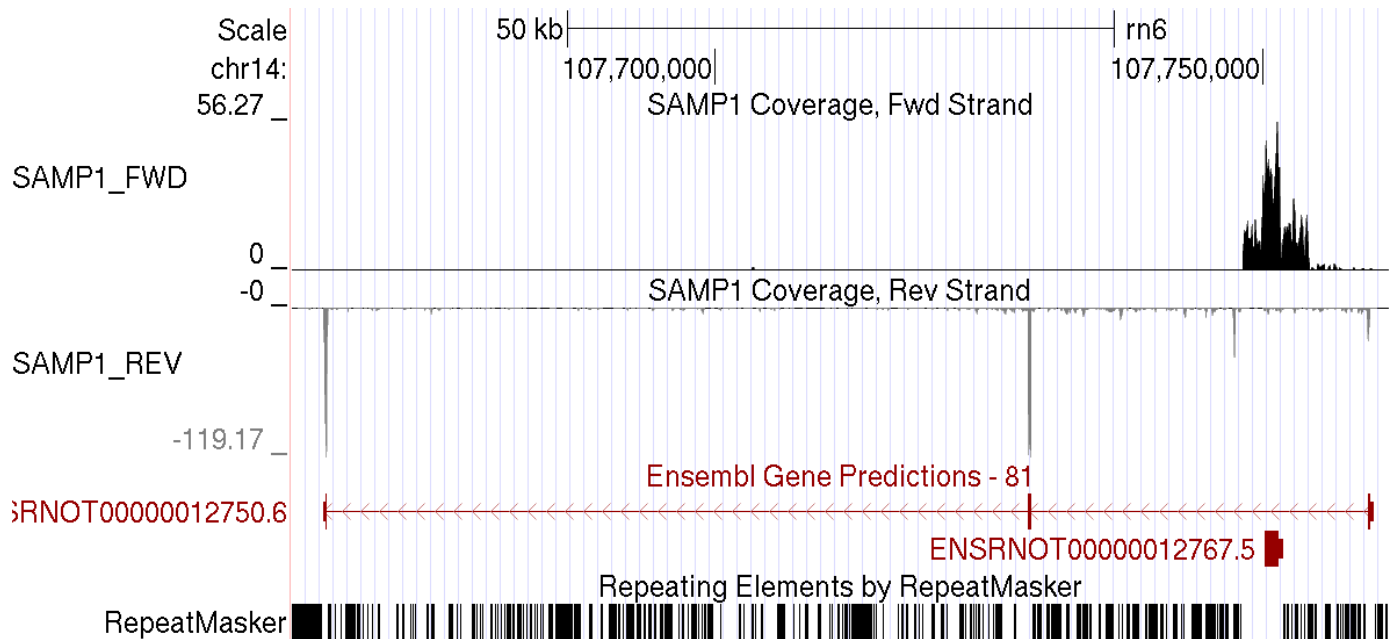 Scale 50 kb rn6
chr14: 107,700,000 107,750,000
56.27 _ SAMP1 Coverage, Fwd Strand
SAMP1_FWD
0 _
-0 _ SAMP1 Coverage, Rev Strand
SAMP1_REV
-119.17 _
Ensembl Gene Predictions - 81
SRNOT00000012750.6
ENSRNOT00000012767.5
Repeating Elements by RepeatMasker
RepeatMasker